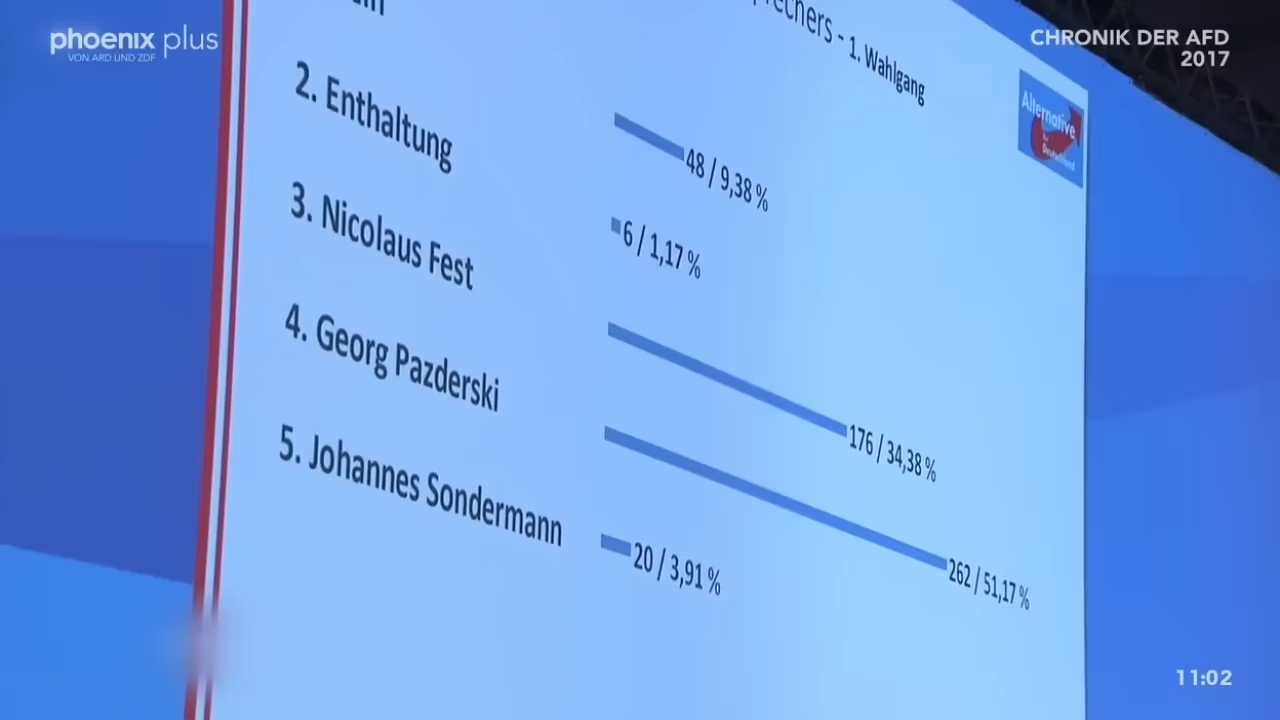 phoenix plus
VON ARD UND ZDF
CHRONIK DER AFD
2017
- 1. Wahlgang
Alternative
für
Deutschland
48 / 9,38 %
2. Enthaltung
6 / 1,17 %
3. Nicolaus Fest
176 / 34,38 %
4. Georg Pazderski
262 / 51,17 %
5. Johannes Sondermann
20 / 3,91 %
11:02